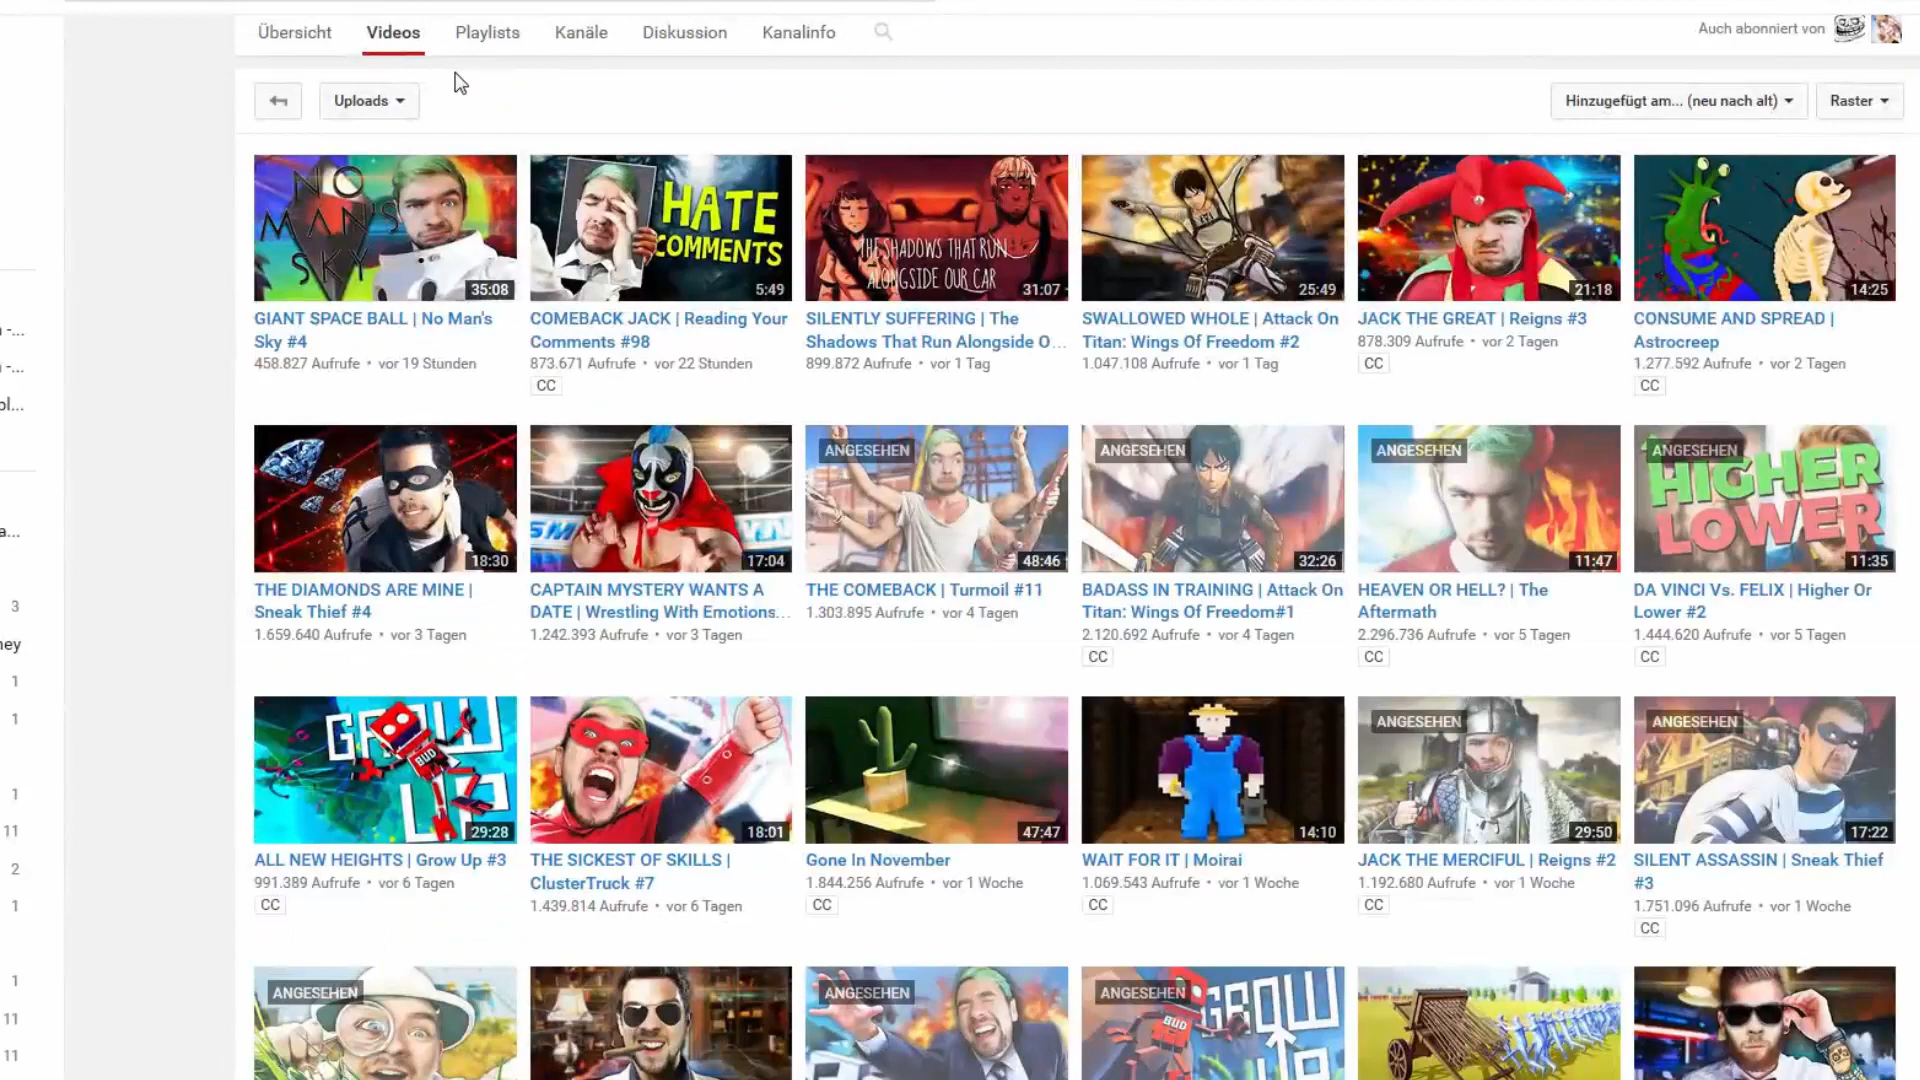 Übersicht
Videos
Playlists
Kanäle
Diskussion
Kanalinfo
Auch abonniert von
Uploads
Hinzugefügt am... (neu nach alt)
Raster
NO
MAN'S
SKY
35:08
HATE
COMMENTS
5:49
THE SHADOWS THAT RUN
ALONGSIDE OUR CAR
31:07
25:49
21:18
14:25
GIANT SPACE BALL | No Man's
Sky #4
458.827 Aufrufe • vor 19 Stunden
COMEBACK JACK | Reading Your
Comments #98
873.671 Aufrufe • vor 22 Stunden
CC
SILENTLY SUFFERING | The
Shadows That Run Alongside O...
899.872 Aufrufe • vor 1 Tag
SWALLOWED WHOLE | Attack On
Titan: Wings Of Freedom #2
1.047.108 Aufrufe • vor 1 Tag
JACK THE GREAT | Reigns #3
878.309 Aufrufe • vor 2 Tagen
CC
CONSUME AND SPREAD |
Astrocreep
1.277.592 Aufrufe • vor 2 Tagen
CC
18:30
17:04
ANGESEHEN
48:46
ANGESEHEN
32:26
ANGESEHEN
11:47
ANGESEHEN
HIGHER
LOWER
11:35
THE DIAMONDS ARE MINE |
Sneak Thief #4
1.659.640 Aufrufe • vor 3 Tagen
CAPTAIN MYSTERY WANTS A
DATE | Wrestling With Emotions...
1.242.393 Aufrufe • vor 3 Tagen
THE COMEBACK | Turmoil #11
1.303.895 Aufrufe • vor 4 Tagen
BADASS IN TRAINING | Attack On
Titan: Wings Of Freedom#1
2.120.692 Aufrufe • vor 4 Tagen
CC
HEAVEN OR HELL? | The
Aftermath
2.296.736 Aufrufe • vor 5 Tagen
CC
DA VINCI Vs. FELIX | Higher Or
Lower #2
1.444.620 Aufrufe • vor 5 Tagen
CC
GROW
UP
BUD
29:28
18:01
47:47
14:10
ANGESEHEN
29:50
ANGESEHEN
17:22
ALL NEW HEIGHTS | Grow Up #3
991.389 Aufrufe • vor 6 Tagen
CC
THE SICKEST OF SKILLS |
ClusterTruck #7
1.439.814 Aufrufe • vor 6 Tagen
Gone In November
1.844.256 Aufrufe • vor 1 Woche
CC
WAIT FOR IT | Moirai
1.069.543 Aufrufe • vor 1 Woche
CC
JACK THE MERCIFUL | Reigns #2
1.192.680 Aufrufe • vor 1 Woche
CC
SILENT ASSASSIN | Sneak Thief
#3
1.751.096 Aufrufe • vor 1 Woche
CC
ANGESEHEN
ANGESEHEN
ANGESEHEN
GROW
UP
BUD
3
1
1
1
11
2
1
1
11
11